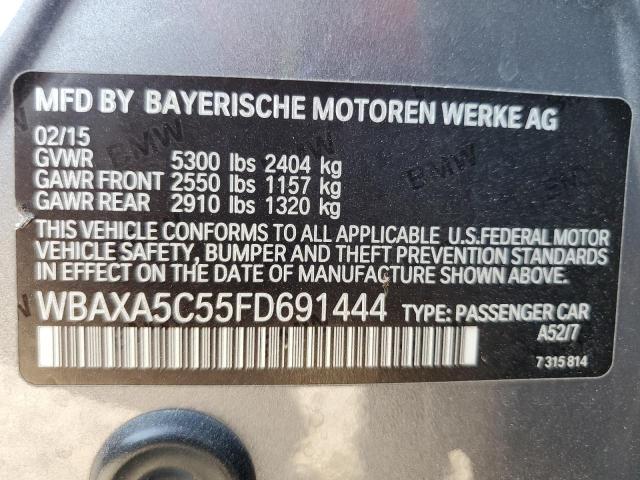 MFD BY BAYERISCHE MOTOREN WERKE AG
02/15
GVWR 5300 lbs 2404 kg
GAWR FRONT 2550 lbs 1157 kg
GAWR REAR 2910 lbs 1320 kg
THIS VEHICLE CONFORMS TO ALL APPLICABLE U.S.FEDERAL MOTOR
VEHICLE SAFETY, BUMPER AND THEFT PREVENTION STANDARDS
IN EFFECT ON THE DATE OF MANUFACTURE SHOWN ABOVE.
WBAXA5C55FD691444 TYPE: PASSENGER CAR
A52/7
7 315 814
BMW
BMW
BMW